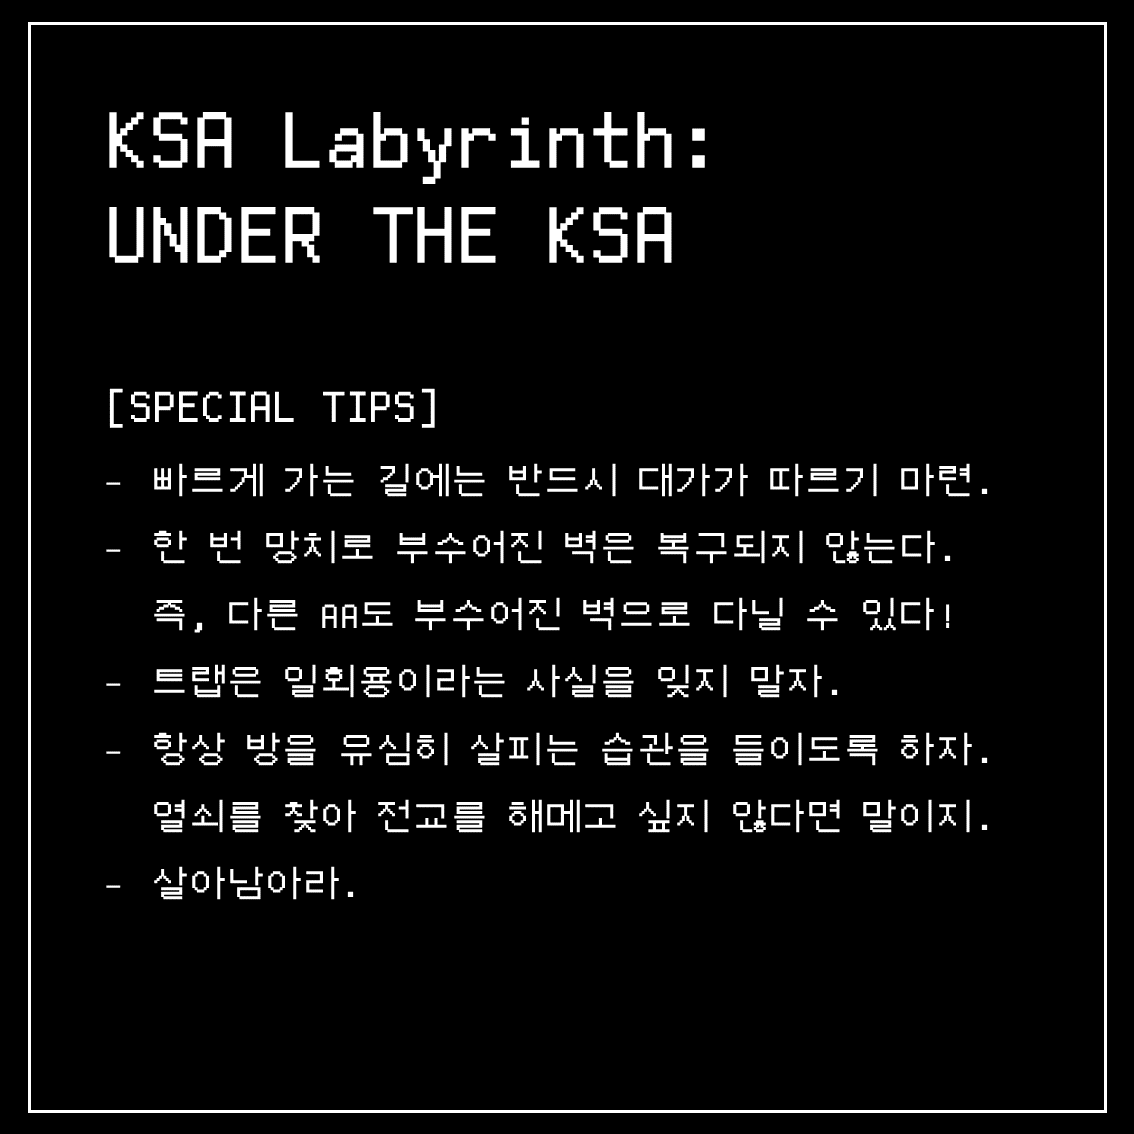 KSA Labyrinth:
UNDER THE KSA
[SPECIAL TIPS]
- 빠르게 가는 길에는 반드시 대가가 따르기 마련.
- 한 번 망치로 부수어진 벽은 복구되지 않는다.
즉, 다른 AA도 부수어진 벽으로 다닐 수 있다!
- 트랩은 일회용이라는 사실을 잊지 말자.
- 항상 방을 유심히 살피는 습관을 들이도록 하자.
열쇠를 찾아 전교를 해메고 싶지 않다면 말이지.
- 살아남아라.